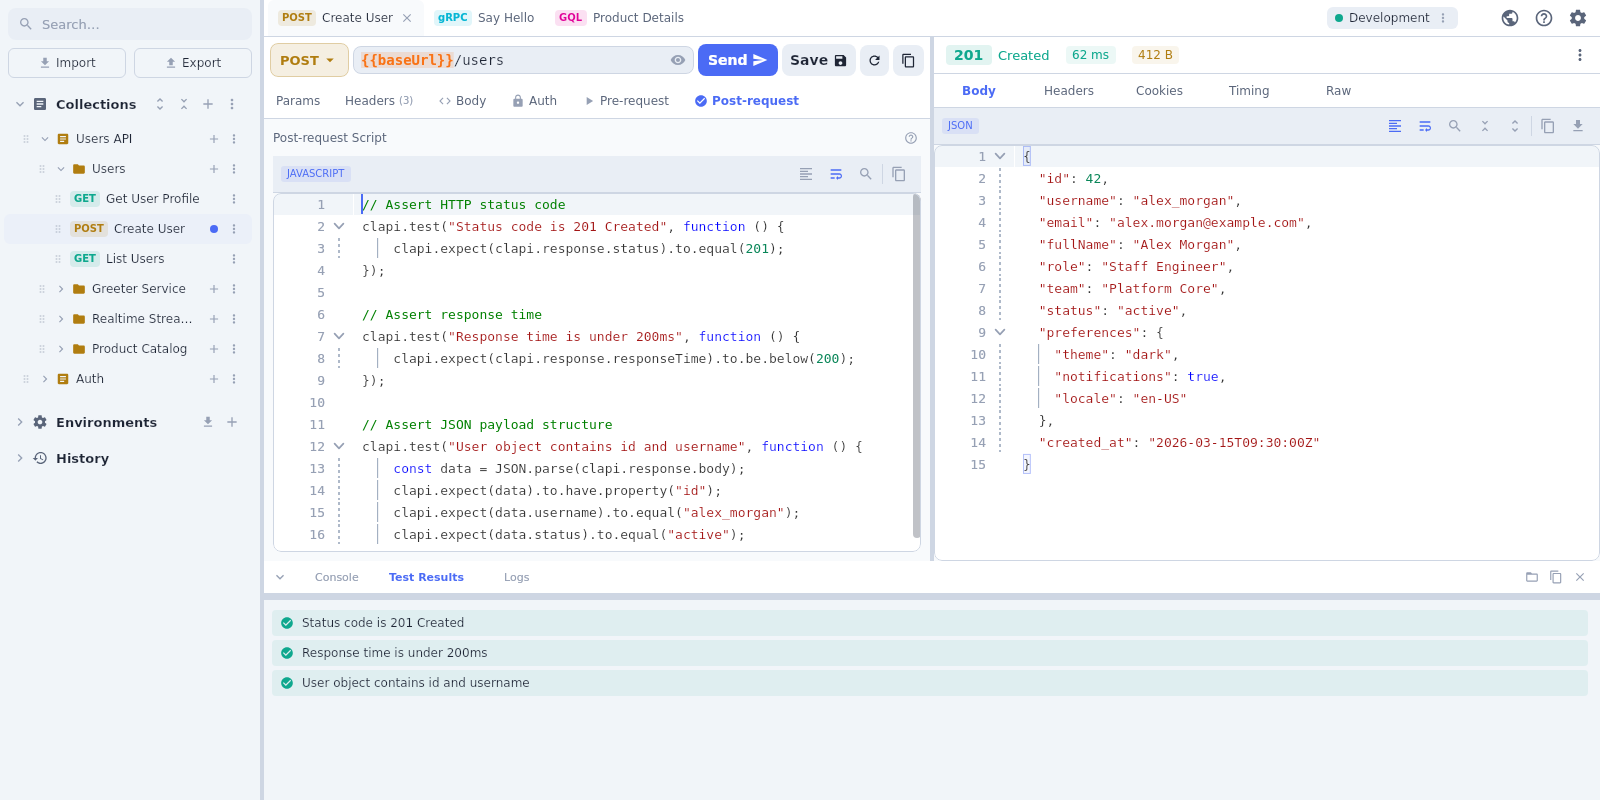 Search...
Import
Export
Collections
Users API
Users
GET Get User Profile
POST Create User
GET List Users
Greeter Service
Realtime Strea...
Product Catalog
Auth
Environments
History
POST Create User
gRPC Say Hello
GQL Product Details
Development
POST
{{baseUrl}}/users
Send
Save
Params
Headers (3)
Body
Auth
Pre-request
Post-request
Post-request Script
JAVASCRIPT
1 // Assert HTTP status code
2 clapi.test("Status code is 201 Created", function () {
3 clapi.expect(clapi.response.status).to.equal(201);
4 });
5
6 // Assert response time
7 clapi.test("Response time is under 200ms", function () {
8 clapi.expect(clapi.response.responseTime).to.be.below(200);
9 });
10
11 // Assert JSON payload structure
12 clapi.test("User object contains id and username", function () {
13 const data = JSON.parse(clapi.response.body);
14 clapi.expect(data).to.have.property("id");
15 clapi.expect(data.username).to.equal("alex_morgan");
16 clapi.expect(data.status).to.equal("active");
201 Created
62 ms
412 B
Body
Headers
Cookies
Timing
Raw
JSON
1 {
2 "id": 42,
3 "username": "alex_morgan",
4 "email": "alex.morgan@example.com",
5 "fullName": "Alex Morgan",
6 "role": "Staff Engineer",
7 "team": "Platform Core",
8 "status": "active",
9 "preferences": {
10 "theme": "dark",
11 "notifications": true,
12 "locale": "en-US"
13 },
14 "created_at": "2026-03-15T09:30:00Z"
15 }
Console
Test Results
Logs
Status code is 201 Created
Response time is under 200ms
User object contains id and username